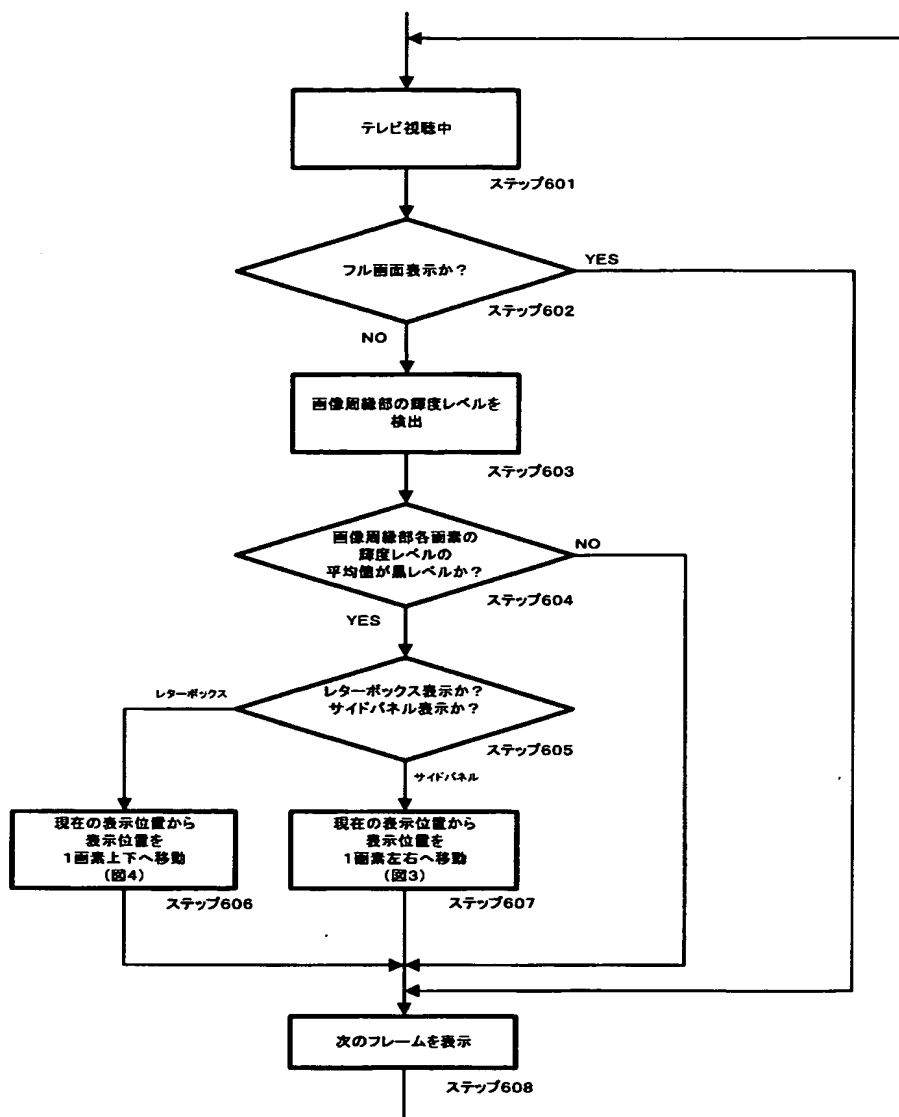 テレビ視聴中
ステップ601
フル画面表示か?
YES
ステップ602
NO
画像周縁部の輝度レベルを
検出
ステップ603
画像周縁部各画素の
輝度レベルの
平均値が黒レベルか?
NO
ステップ604
YES
レターボックス表示か?
サイドパネル表示か?
レターボックス
ステップ605
サイドパネル
現在の表示位置から
表示位置を
1画素上下へ移動
(図4)
ステップ606
現在の表示位置から
表示位置を
1画素左右へ移動
(図3)
ステップ607
次のフレームを表示
ステップ608